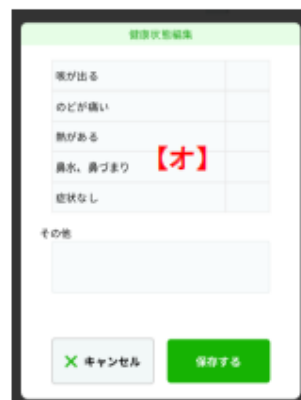 健康状態編集
咳が出る
のどが痛い
熱がある
鼻水、鼻づまり
【オ】
症状なし
その他
× キャンセル
保存する